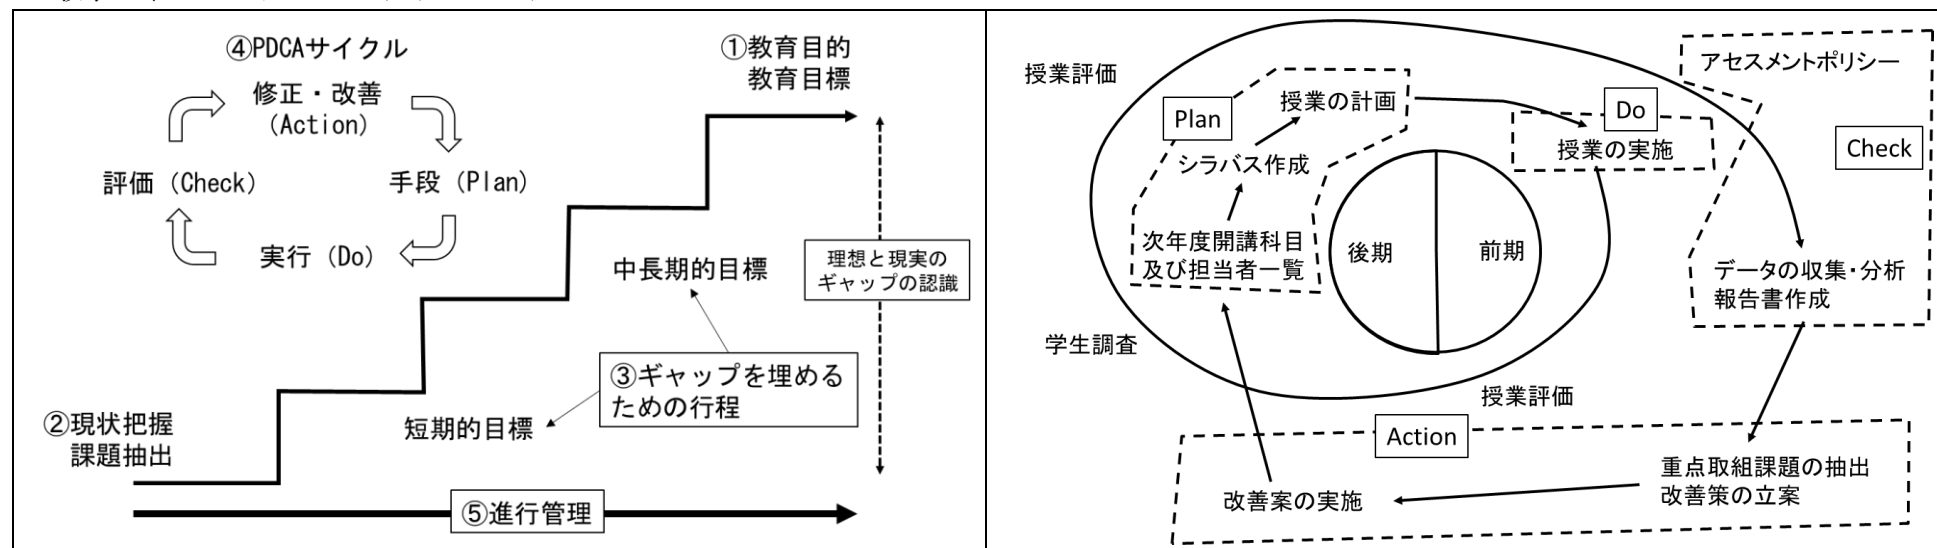 ④PDCAサイクル
修正・改善
(Action)
評価(Check)
手段(Plan)
実行(Do)
①教育目的
教育目標
理想と現実の
ギャップの認識
中長期的目標
③ギャップを埋める
ための行程
短期的目標
②現状把握
課題抽出
⑤進行管理
授業評価
アセスメントポリシー
Plan
授業の計画
Do
授業の実施
Check
シラバス作成
次年度開講科目
及び担当者一覧
後期
前期
データの収集・分析
報告書作成
学生調査
授業評価
Action
重点取組課題の抽出
改善策の立案
改善案の実施